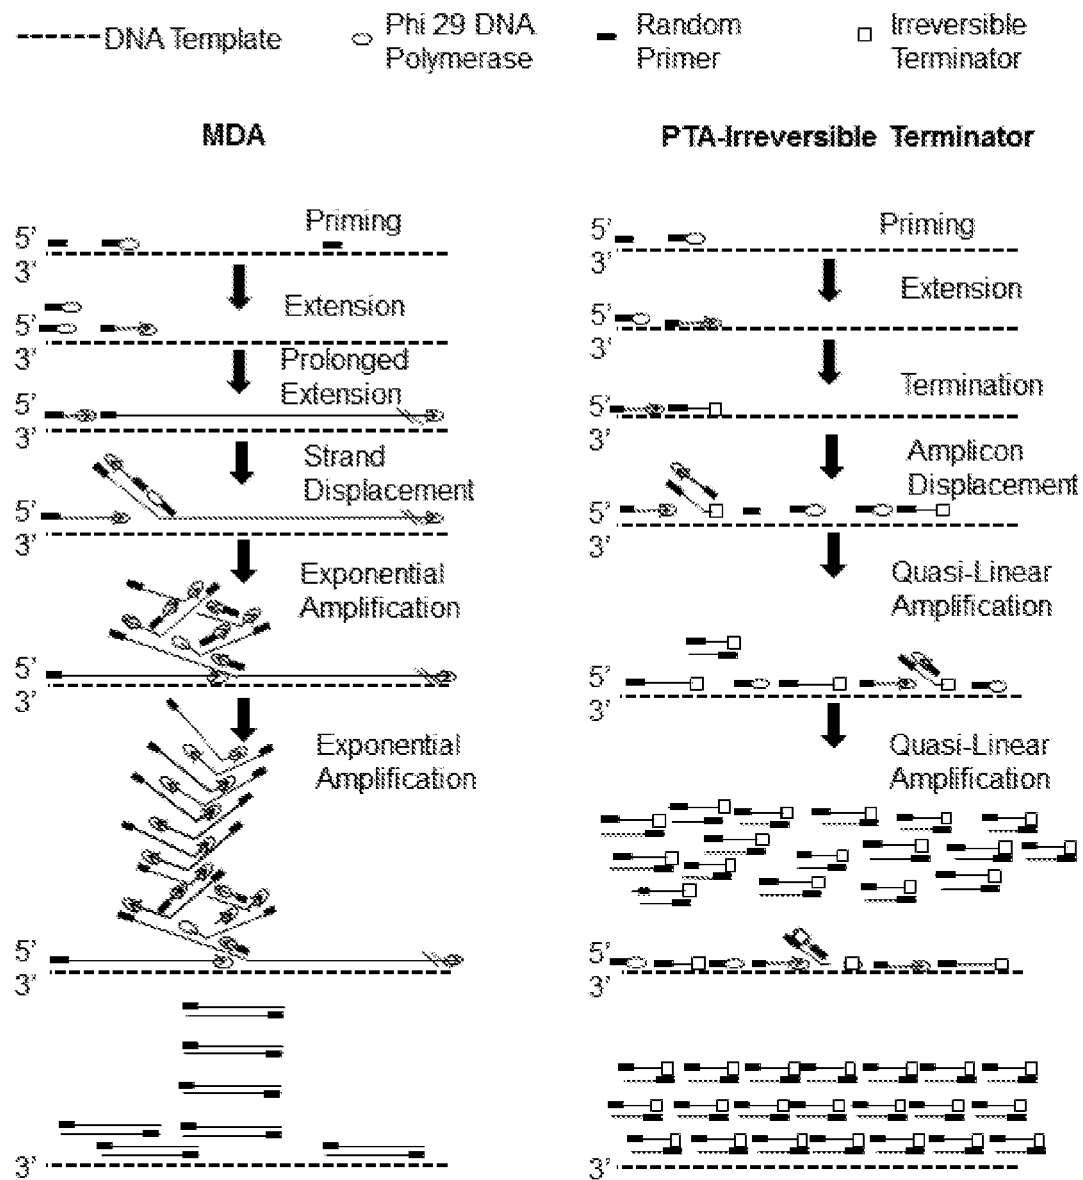 DNA Template
Phi 29 DNA
Polymerase
Random
Primer
Irreversible
Terminator
MDA
Priming
5'
3'
Extension
5'
3'
Prolonged
Extension
5'
3'
Strand
Displacement
5'
3'
Exponential
Amplification
5'
3'
Exponential
Amplification
5'
3'
3'
PTA-Irreversible Terminator
Priming
5'
3'
Extension
5'
3'
Termination
5'
3'
Amplicon
Displacement
5'
3'
Quasi-Linear
Amplification
5'
3'
Quasi-Linear
Amplification
5'
3'
3'